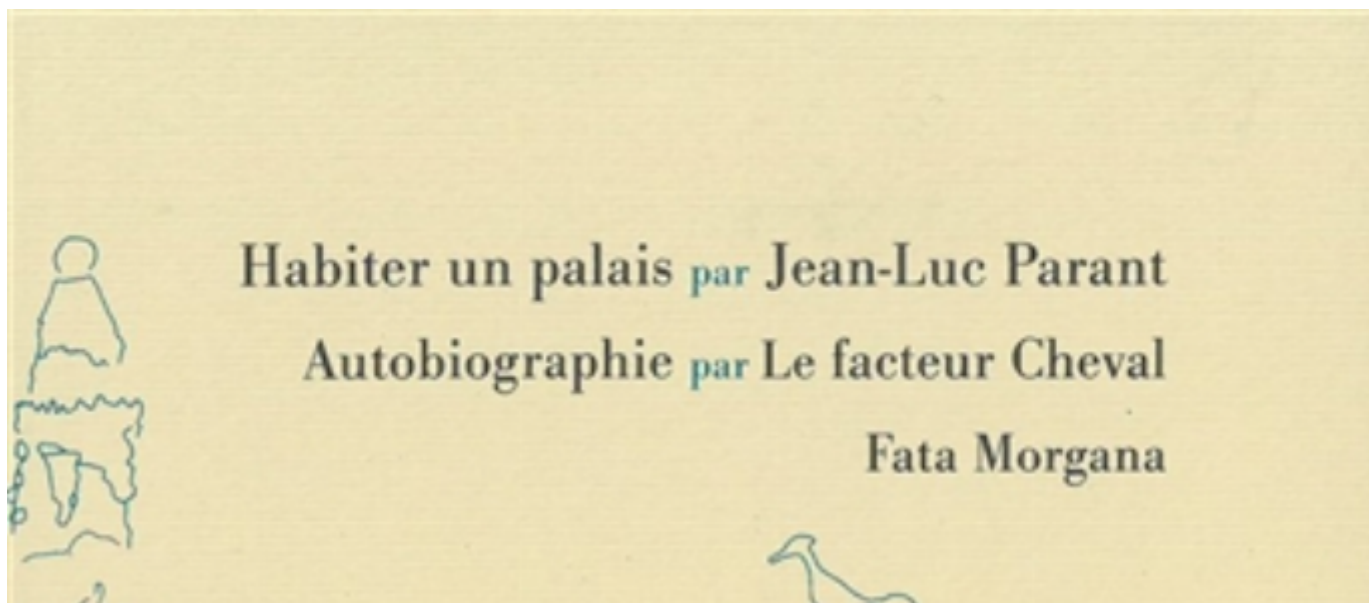 Habiter un palais par Jean-Luc Parant
Autobiographie par Le facteur Cheval
Fata Morgana